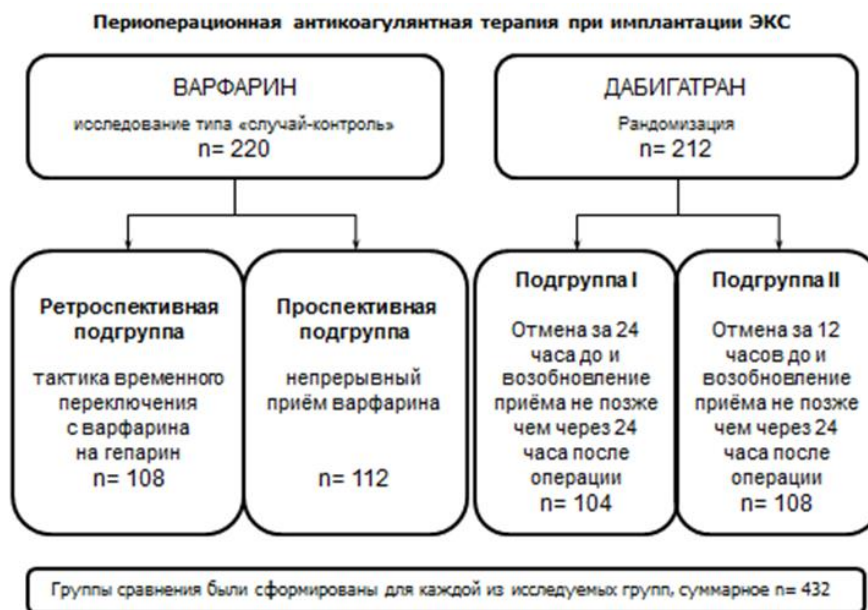 Периоперационная антикоагулянтная терапия при имплантации ЭКС
ВАРФАРИН
исследование типа «случай-контроль»
n= 220
ДАБИГАТРАН
Рандомизация
n= 212
Ретроспективная
подгруппа
тактика временного
переключения
с варфарина
на гепарин
n= 108
Проспективная
подгруппа
непрерывный
приём варфарина
n= 112
Подгруппа I
Отмена за 24
часа до и
возобновление
приёма не позже
чем через 24
часа после
операции
n= 104
Подгруппа II
Отмена за 12
часов до и
возобновление
приёма не позже
чем через 24
часа после
операции
n= 108
Группы сравнения были сформированы для каждой из исследуемых групп, суммарное n= 432